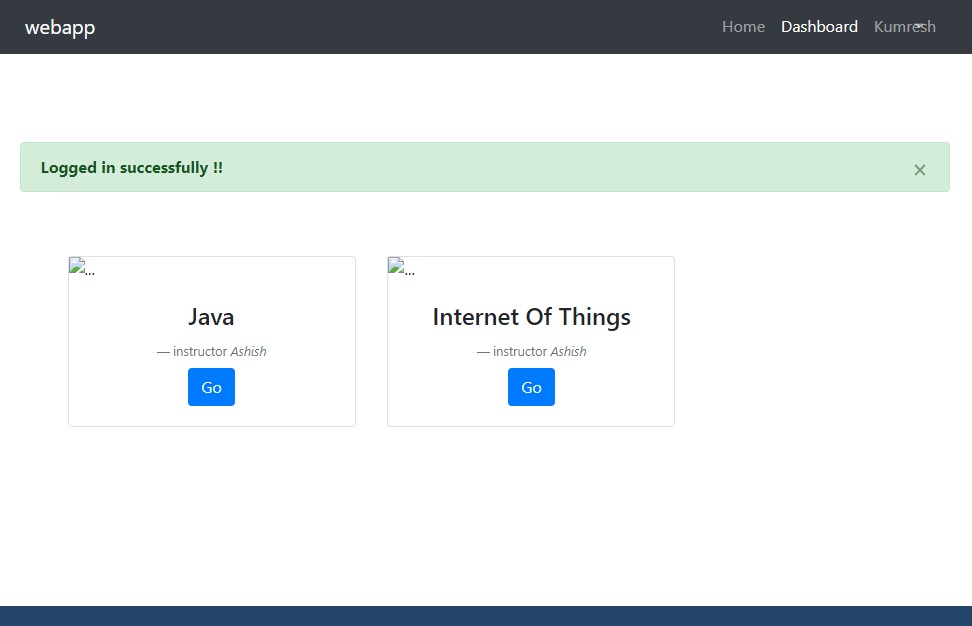 webapp
Home Dashboard Kumresh
Logged in successfully !! ×
... ...
Java Internet Of Things
— instructor Ashish — instructor Ashish
Go Go